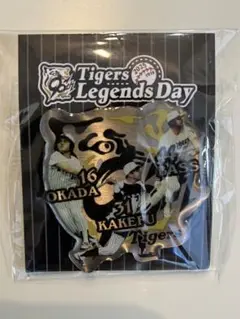 Tigers
Legends Day
16
OKADA
31
KAKEFU
Tigers